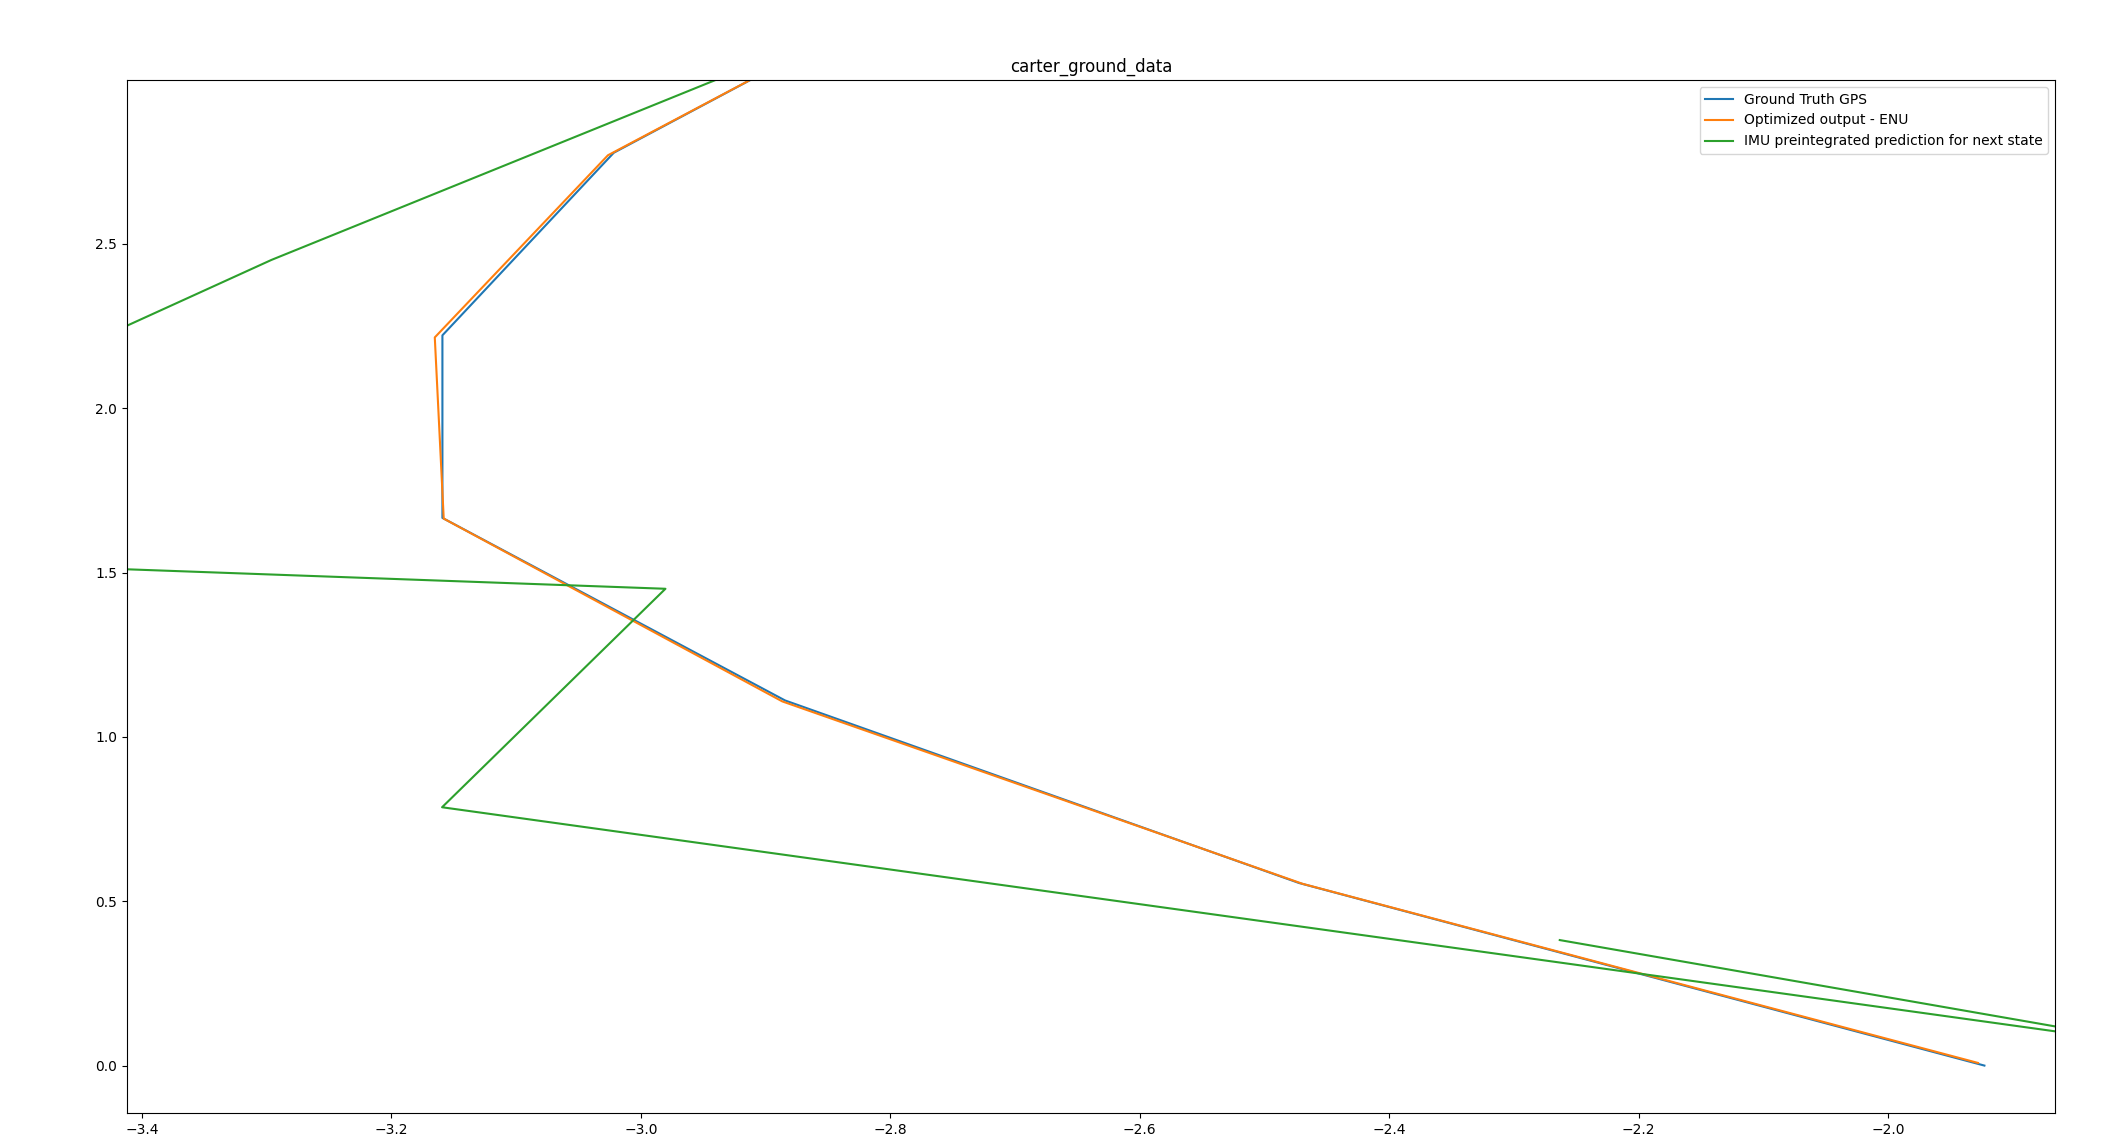 carter_ground_data
Ground Truth GPS
Optimized output - ENU
IMU preintegrated prediction for next state
2.5
2.0
1.5
1.0
0.5
0.0
−3.4 −3.2 −3.0 −2.8 −2.6 −2.4 −2.2 −2.0